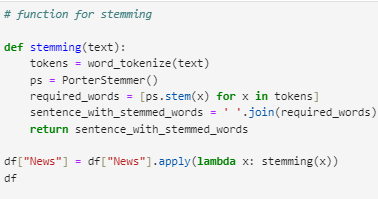 # function for stemming
def stemming(text):
    tokens = word_tokenize(text)
    ps = PorterStemmer()
    required_words = [ps.stem(x) for x in tokens]
    sentence_with_stemmed_words = ' '.join(required_words)
    return sentence_with_stemmed_words
df["News"] = df["News"].apply(lambda x: stemming(x))
df